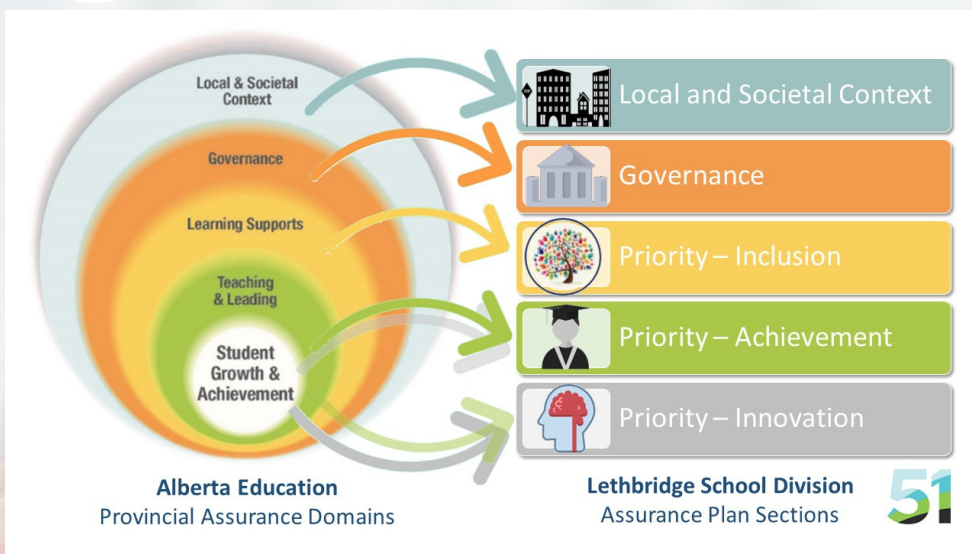 Local & Societal
Context
Governance
Learning Supports
Teaching
& Leading
Student
Growth &
Achievement
Alberta Education
Provincial Assurance Domains
Local and Societal Context
Governance
Priority – Inclusion
Priority – Achievement
Priority – Innovation
Lethbridge School Division
Assurance Plan Sections
51